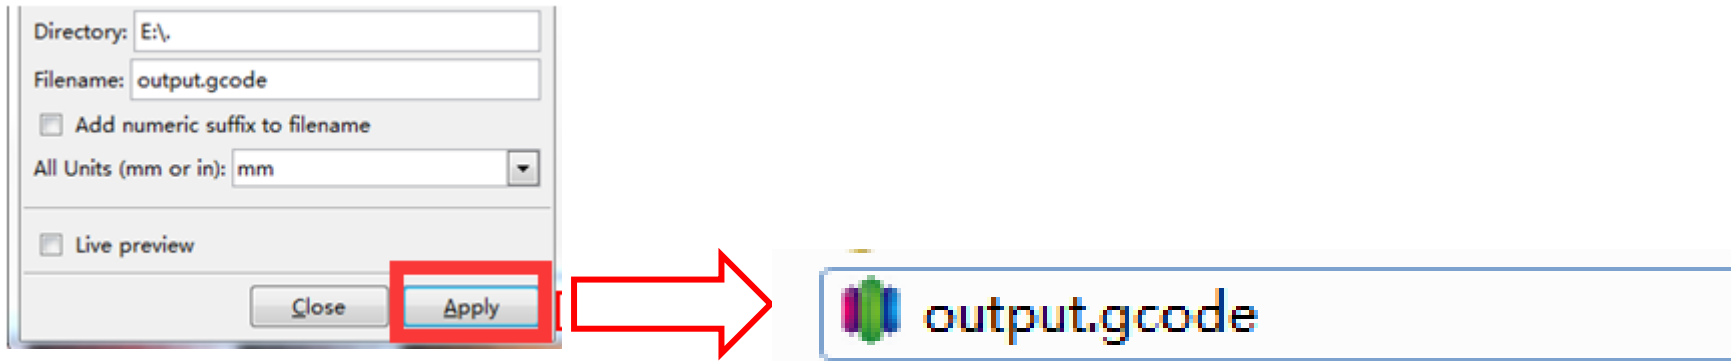 Directory: E:\.
Filename: output.gcode
Add numeric suffix to filename
All Units (mm or in): mm
Live preview
Close Apply
output.gcode